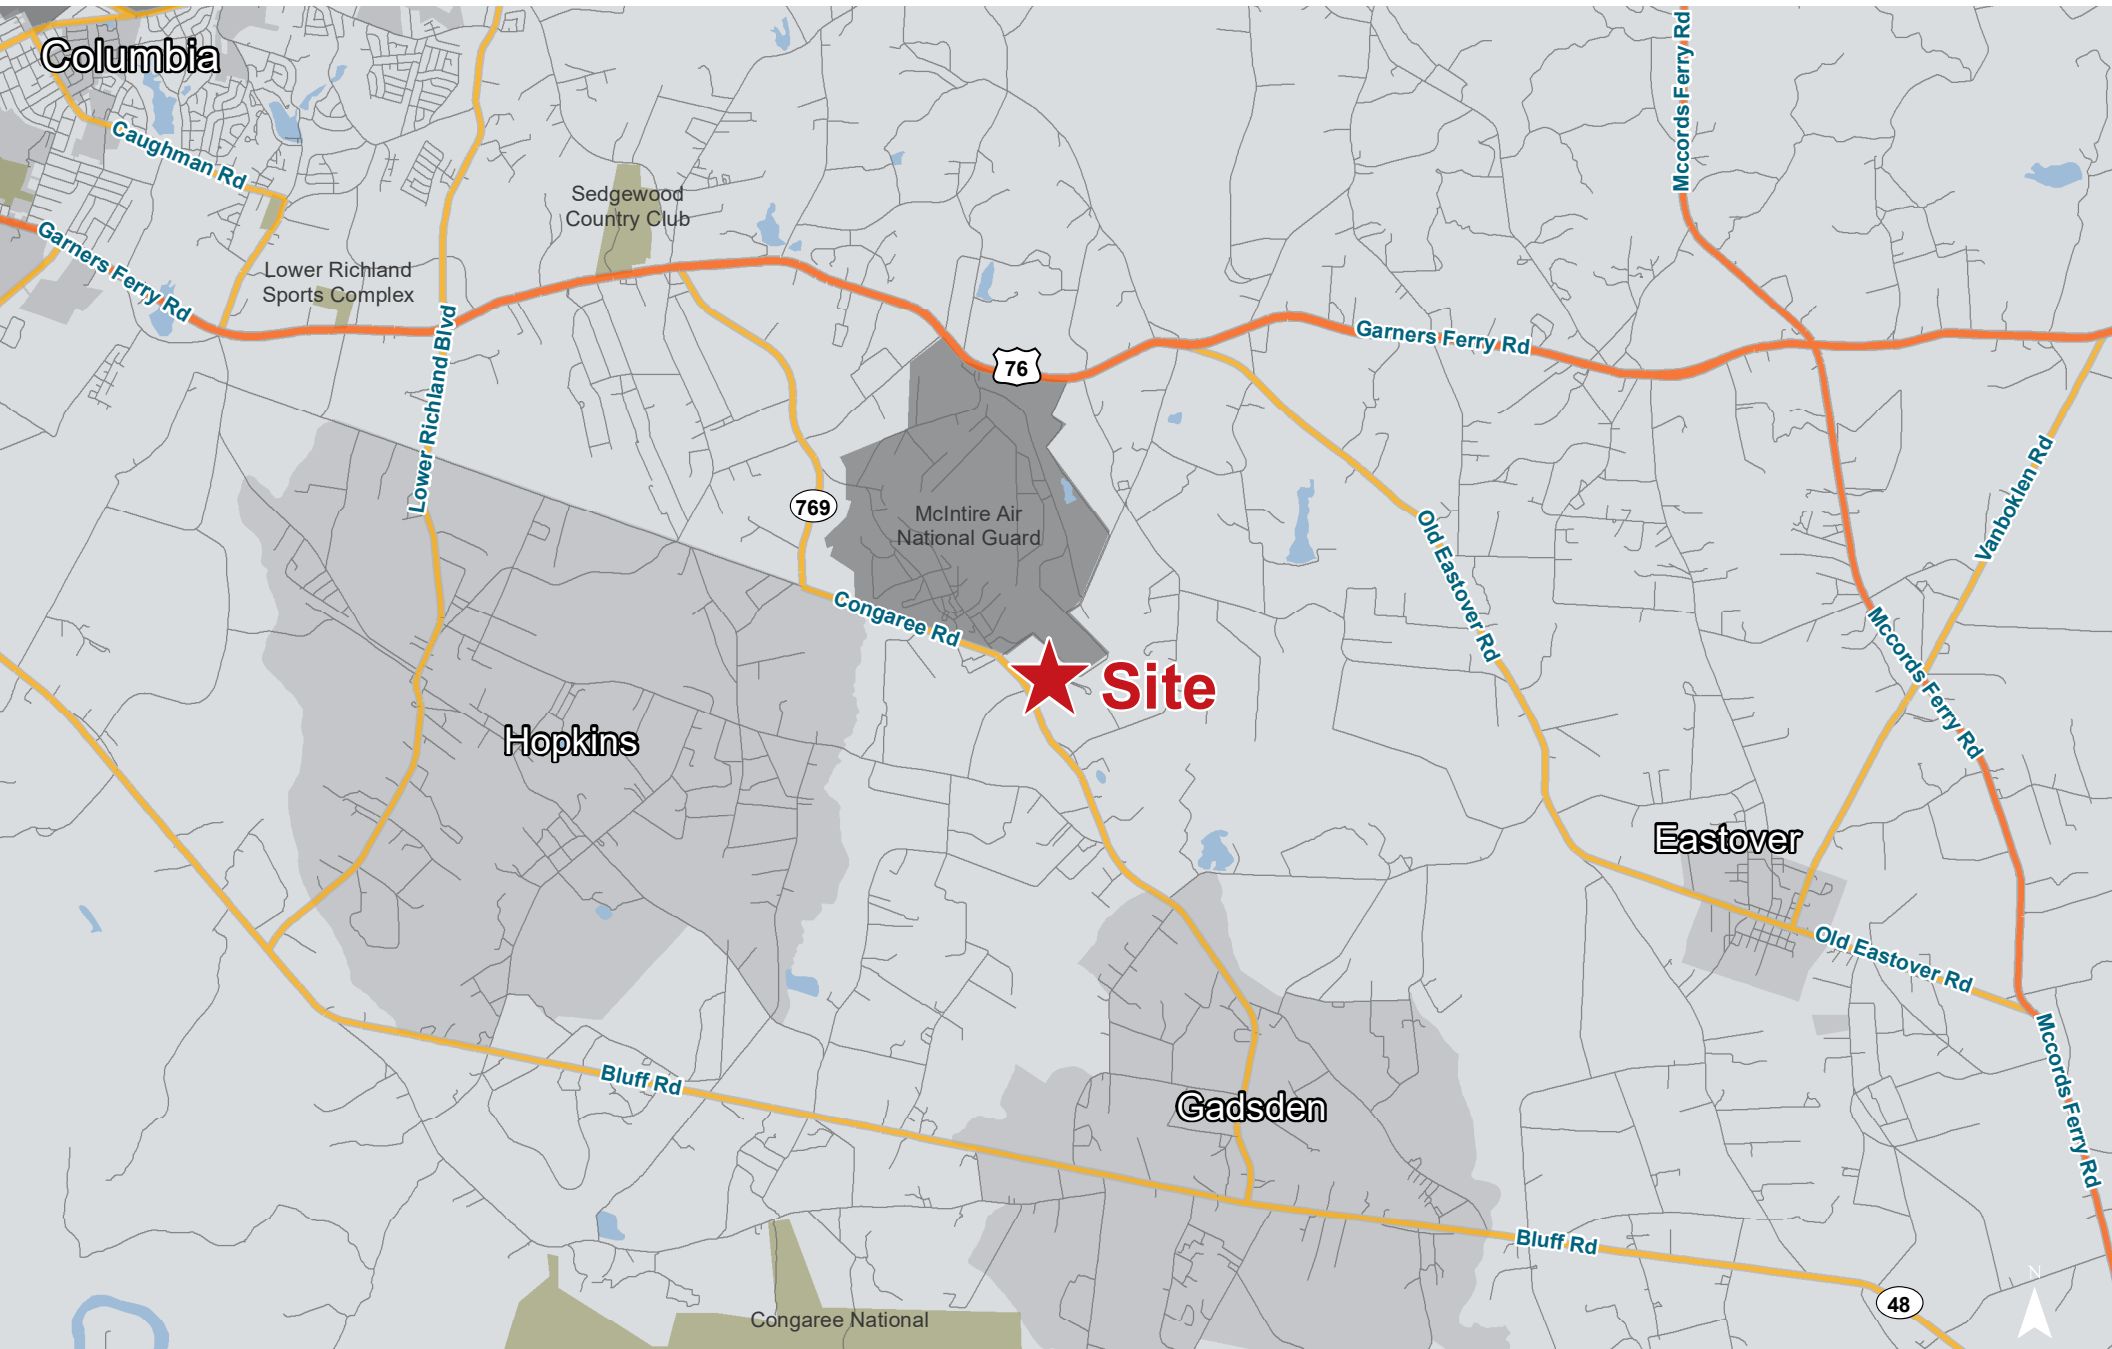 Columbia
Mccords Ferry Rd
Caughman Rd
Sedgewood
Country Club
Garners Ferry Rd
Lower Richland
Sports Complex
Lower Richland Blvd
76
Garners Ferry Rd
769
McIntire Air
National Guard
Vanboklen Rd
Old Eastover Rd
Congaree Rd
Mccords Ferry Rd
Site
Hopkins
Eastover
Old Eastover Rd
Bluff Rd
Mccords Ferry Rd
Gadsden
Bluff Rd
N
48
Congaree National